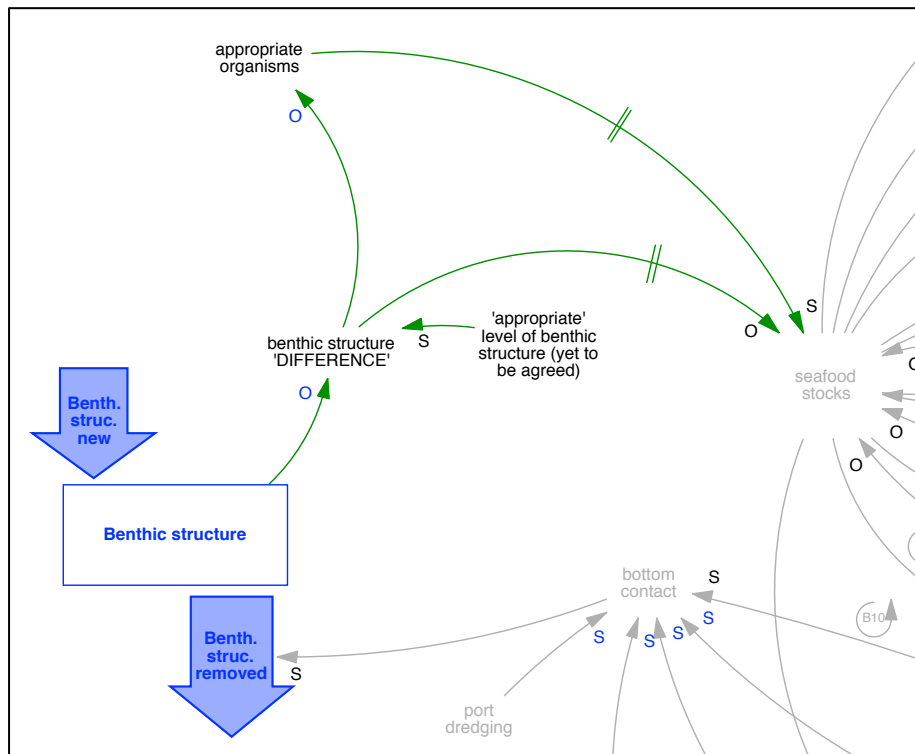 appropriate
organisms
O
S
O
'appropriate'
level of benthic
structure (yet to
be agreed)
S
benthic structure
'DIFFERENCE'
O
seafood
stocks
O
O
Benth.
struc.
new
Benthic structure
bottom
contact
S
S
S
S
S
B10
Benth.
struc.
removed
S
port
dredging